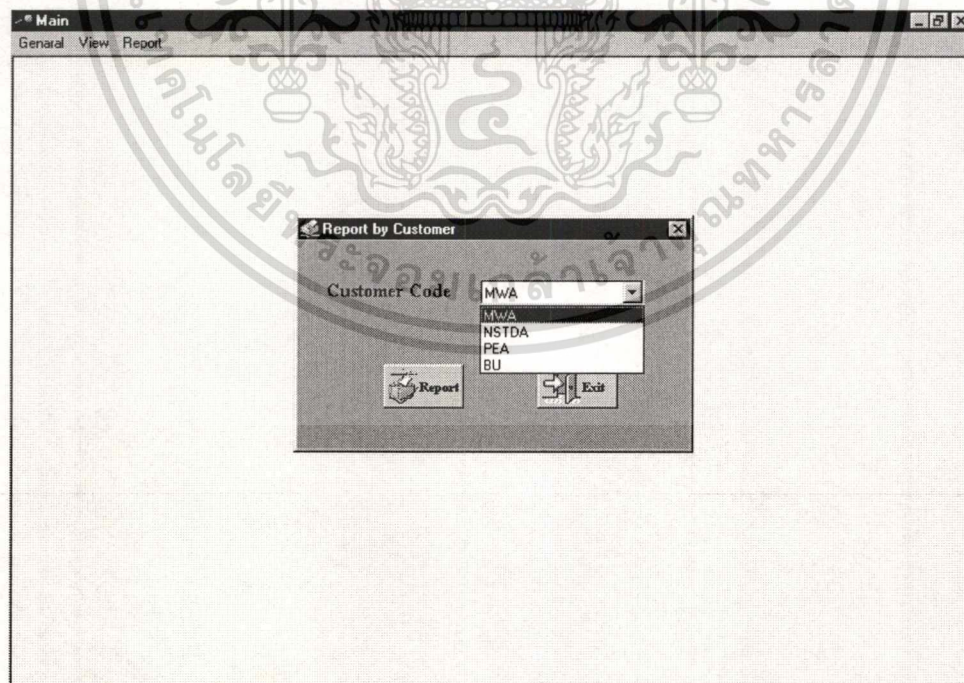 Main
Genaral View Report
Report by Customer
Customer Code MWA
MWA
NSTDA
PEA
BU
Report Exit